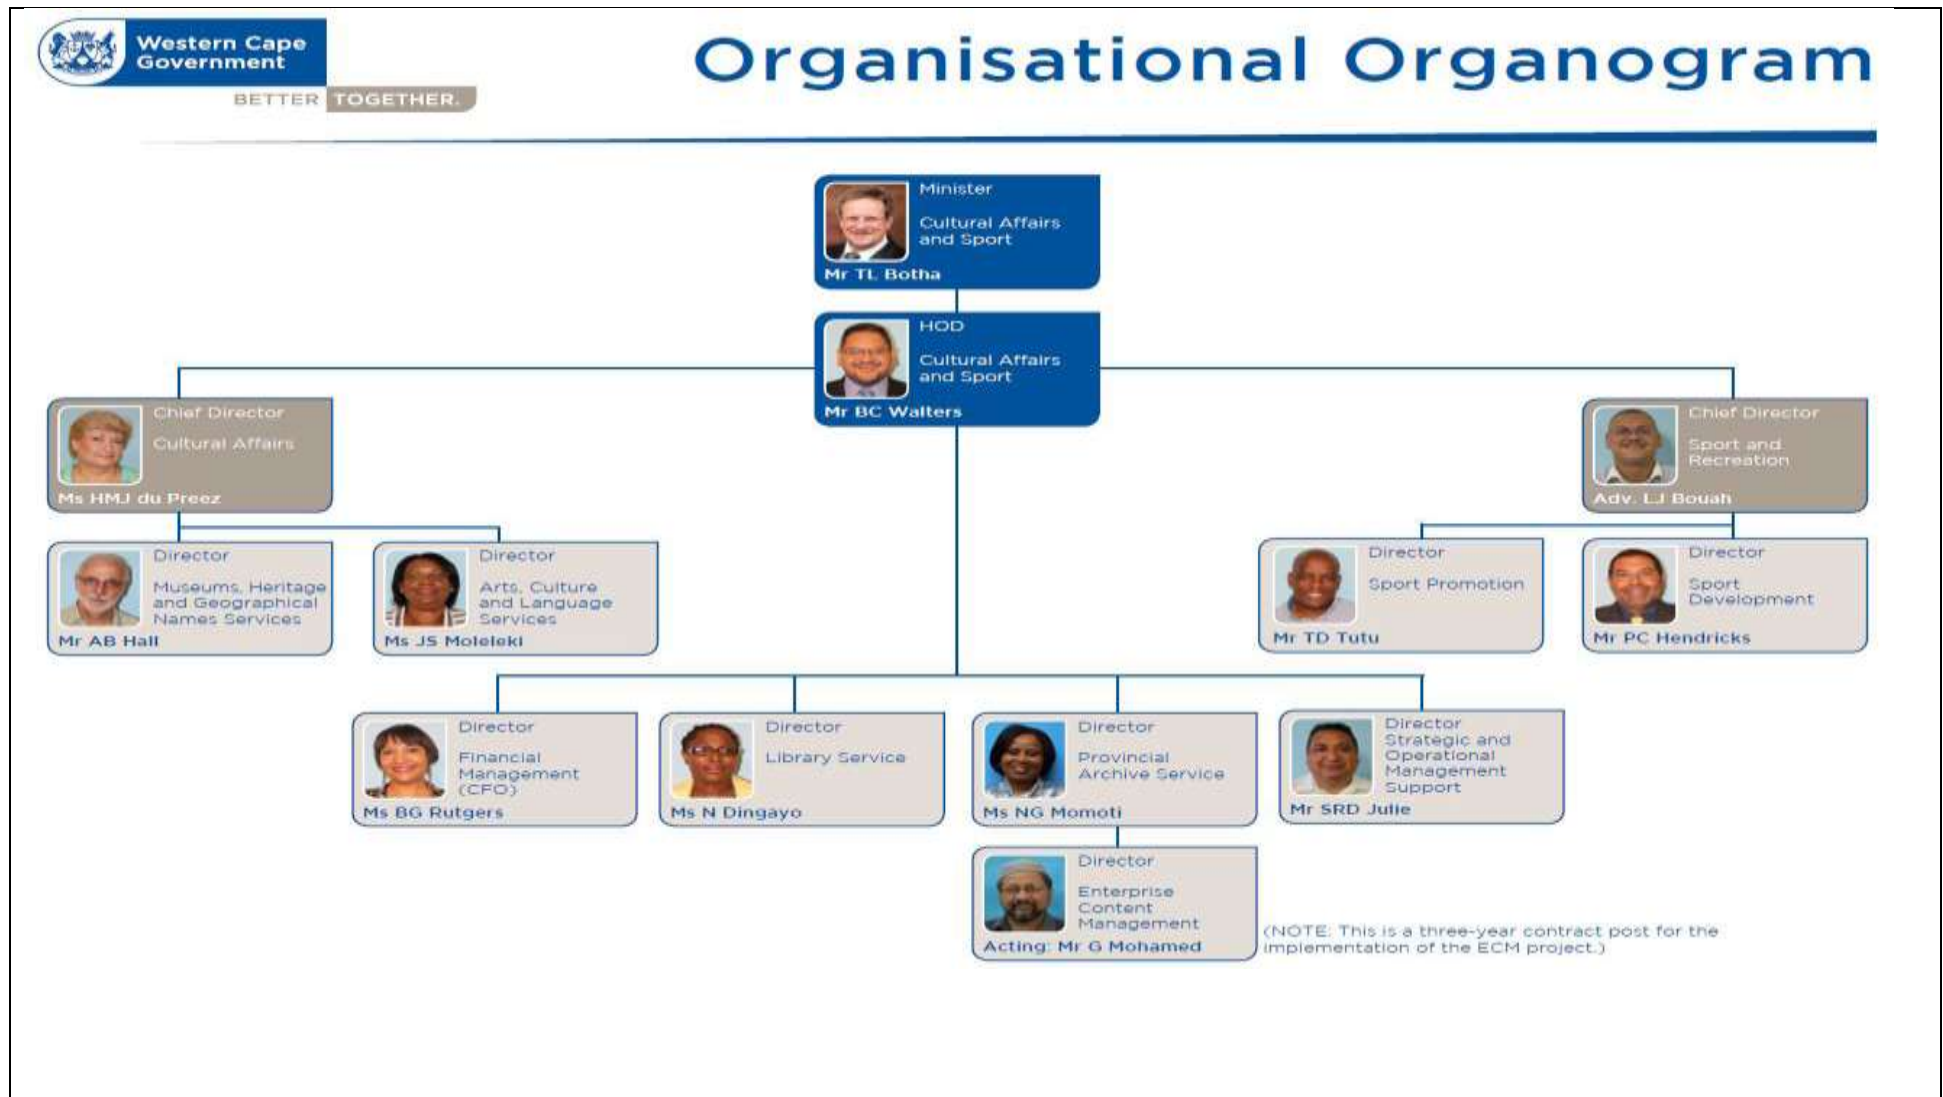 Western Cape
Government
BETTER TOGETHER.
Organisational Organogram
Minister
Cultural Affairs
and Sport
Mr TL Botha
HOD
Cultural Affairs
and Sport
Mr BC Walters
Chief Director
Cultural Affairs
Ms HMJ du Preez
Chief Director
Sport and
Recreation
Adv. LJ Bouah
Director
Museums, Heritage
and Geographical
Names Services
Mr AB Hall
Director
Arts, Culture
and Language
Services
Ms JS Moleleki
Director
Sport Promotion
Mr TD Tutu
Director
Sport
Development
Mr PC Hendricks
Director
Financial
Management
(CFO)
Ms BG Rutgers
Director
Library Service
Ms N Dingayo
Director
Provincial
Archive Service
Ms NG Momoti
Director
Strategic and
Operational
Management
Support
Mr SRD Julie
Director
Enterprise
Content
Management
Acting: Mr G Mohamed
(NOTE: This is a three-year contract post for the
implementation of the ECM project.)